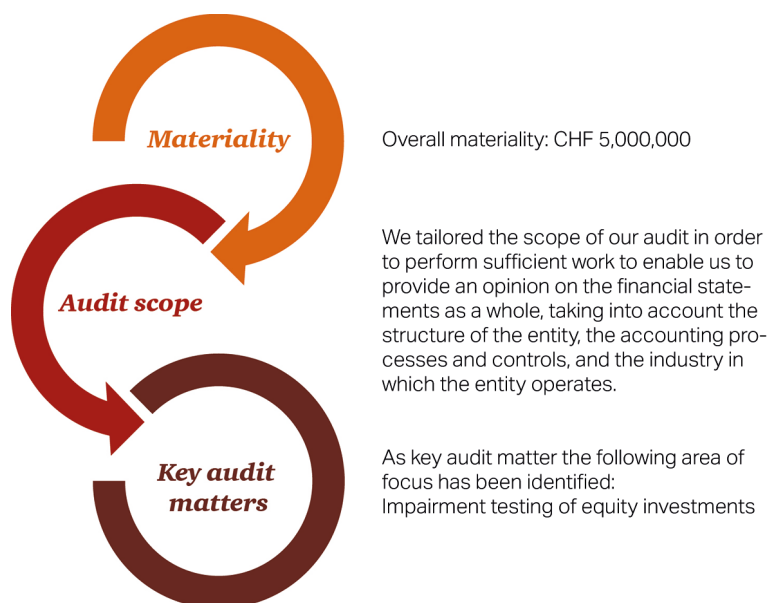 Materiality
Overall materiality: CHF 5,000,000
Audit scope
We tailored the scope of our audit in order
to perform sufficient work to enable us to
provide an opinion on the financial state-
ments as a whole, taking into account the
structure of the entity, the accounting pro-
cesses and controls, and the industry in
which the entity operates.
Key audit
matters
As key audit matter the following area of
focus has been identified:
Impairment testing of equity investments